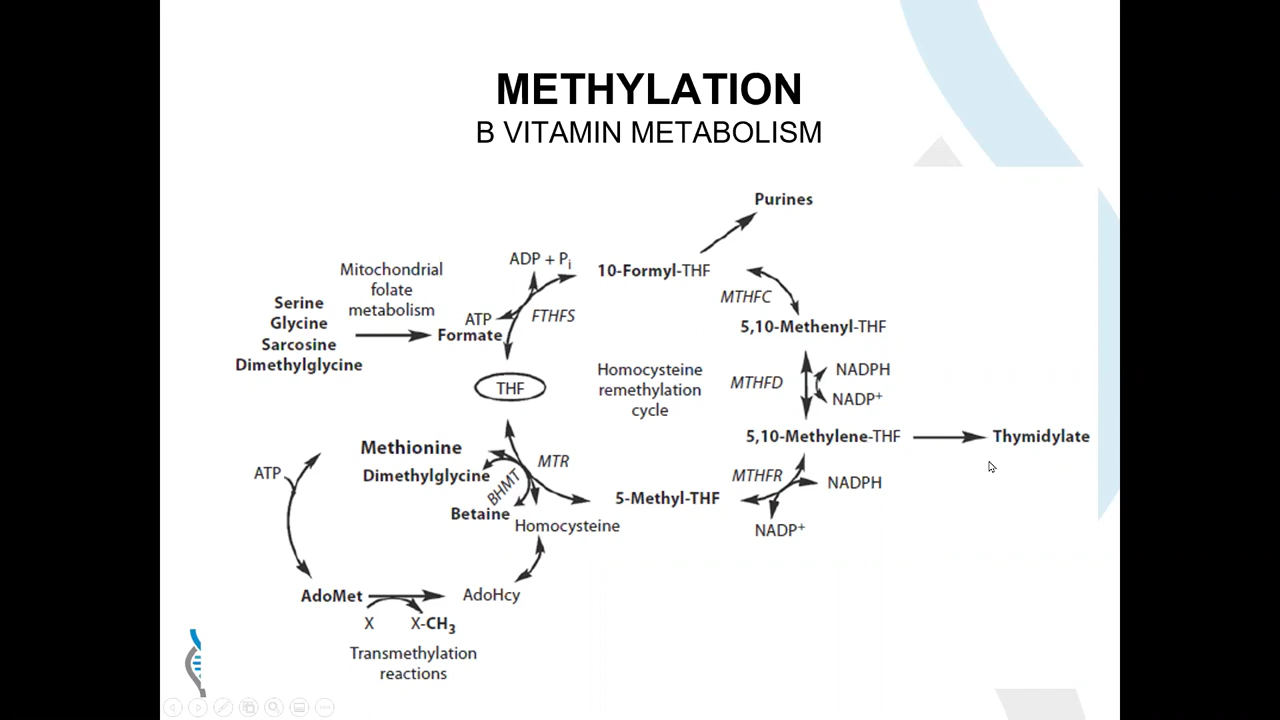 METHYLATION
B VITAMIN METABOLISM
Purines
ADP + Pi
10-Formyl-THF
Mitochondrial
folate
metabolism
MTHFC
Serine
Glycine
Sarcosine
Dimethylglycine
ATP
FTHFS
Formate
5,10-Methenyl-THF
THF
Homocysteine
remethylation
cycle
MTHFD
NADPH
NADP+
5,10-Methylene-THF
Thymidylate
Methionine
Dimethylglycine
MTR
BHMT
ATP
MTHFR
NADPH
Betaine
Homocysteine
5-Methyl-THF
NADP+
AdoMet
AdoHcy
X
X-CH3
Transmethylation
reactions